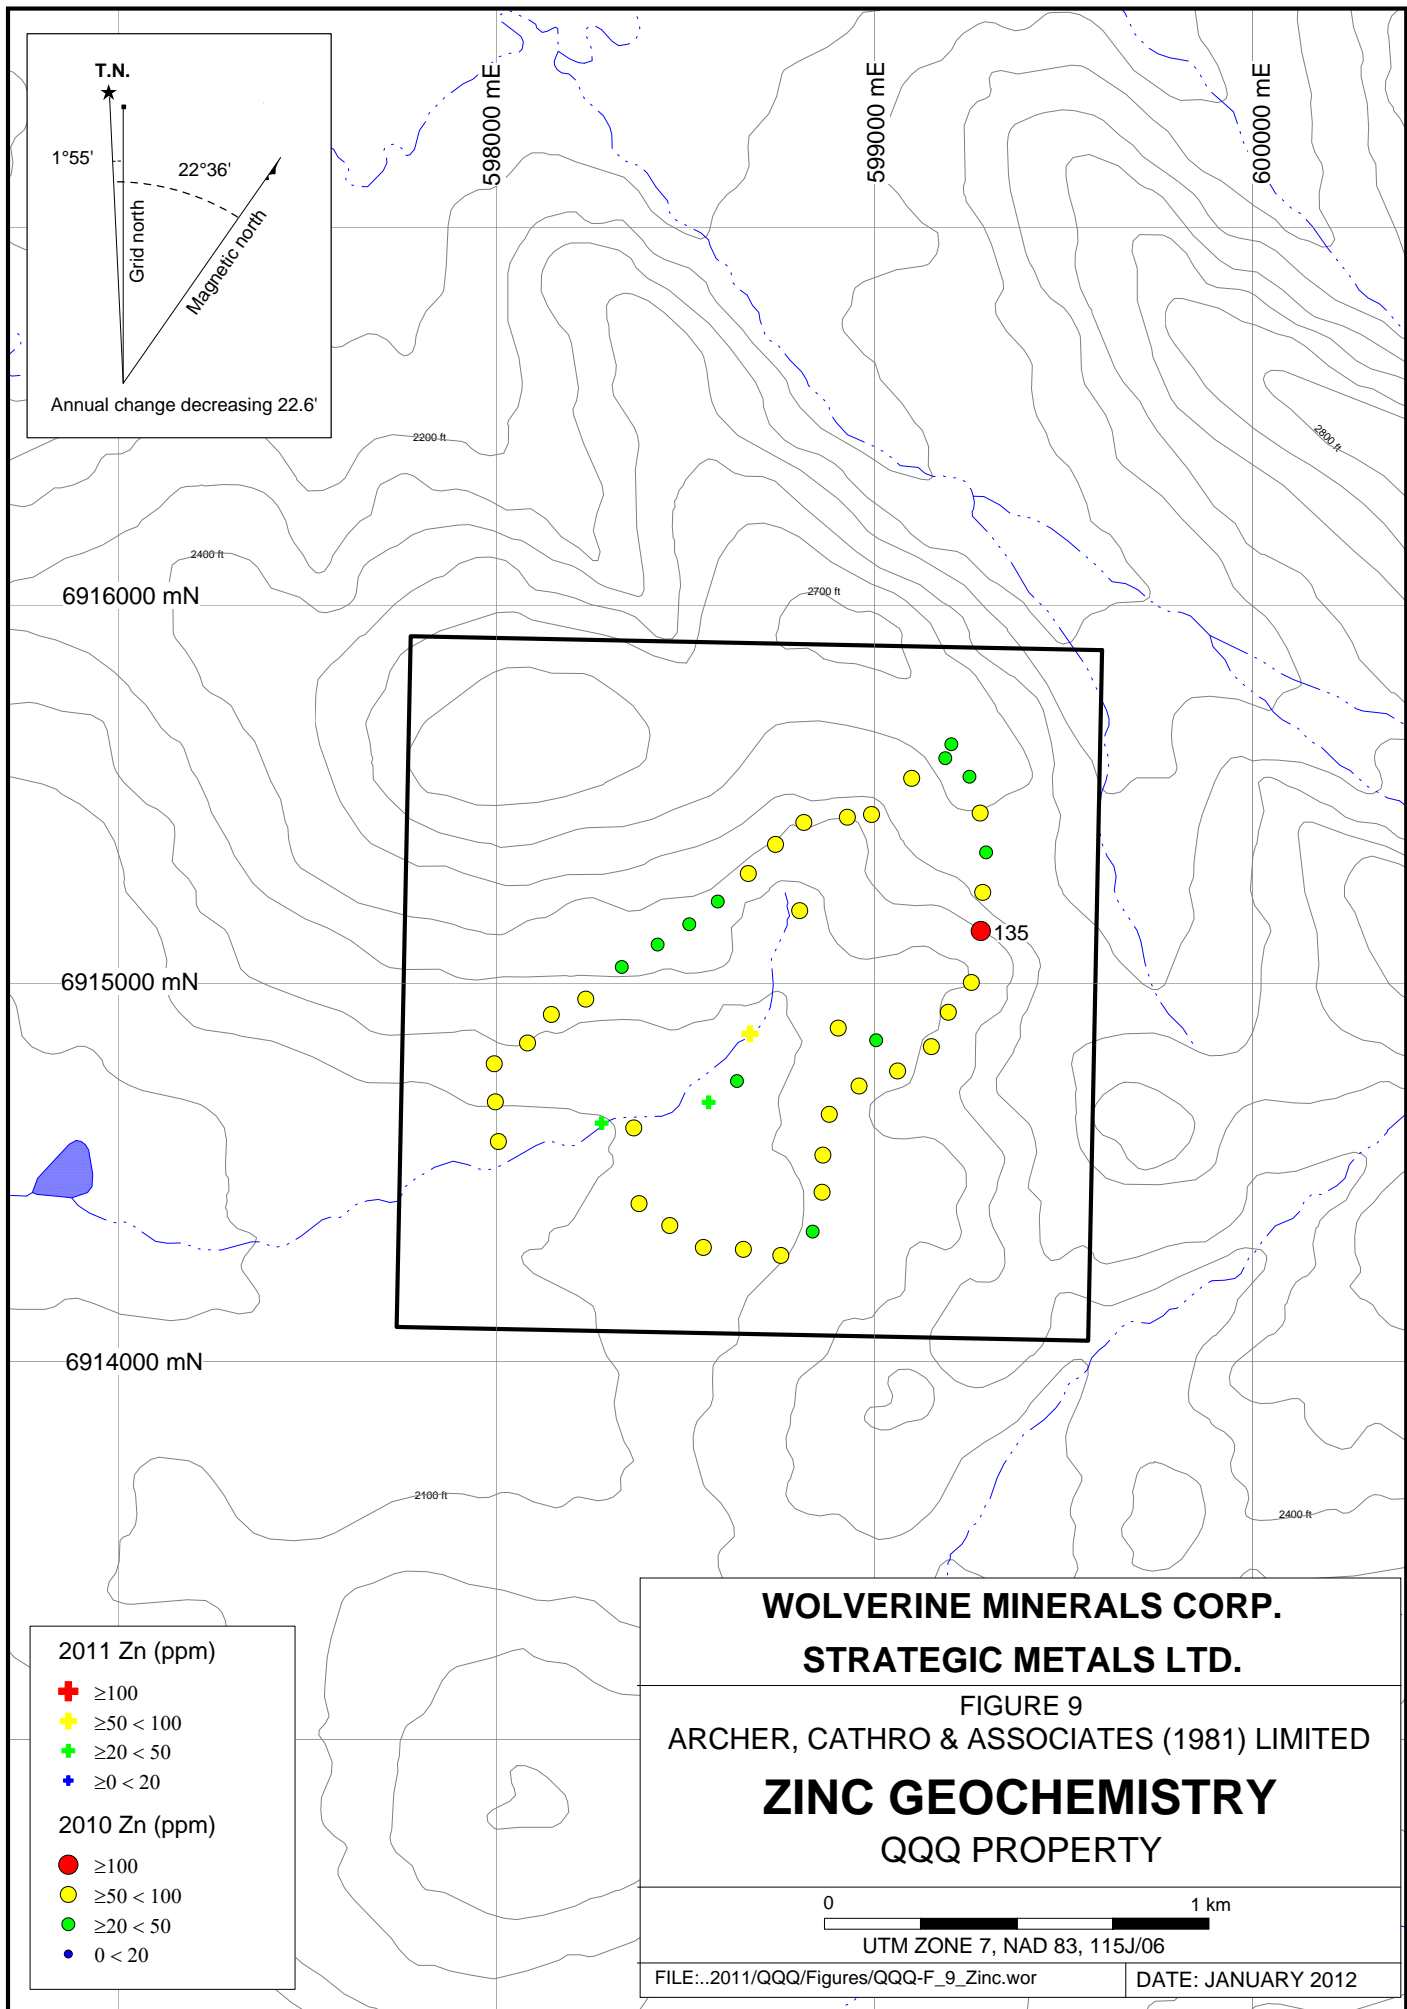 T.N.
1°55'
22°36'
Grid north
Magnetic north
Annual change decreasing 22.6'
598000 mE
599000 mE
600000 mE
2200 ft
2800 ft
2400 ft
6916000 mN
2700 ft
135
6915000 mN
6914000 mN
2100 ft
2400 ft
2011 Zn (ppm)
≥100
≥50 < 100
≥20 < 50
≥0 < 20
2010 Zn (ppm)
≥100
≥50 < 100
≥20 < 50
0 < 20
WOLVERINE MINERALS CORP.
STRATEGIC METALS LTD.
FIGURE 9
ARCHER, CATHRO & ASSOCIATES (1981) LIMITED
ZINC GEOCHEMISTRY
QQQ PROPERTY
0 1 km
UTM ZONE 7, NAD 83, 115J/06
FILE:..2011/QQQ/Figures/QQQ-F_9_Zinc.wor
DATE: JANUARY 2012